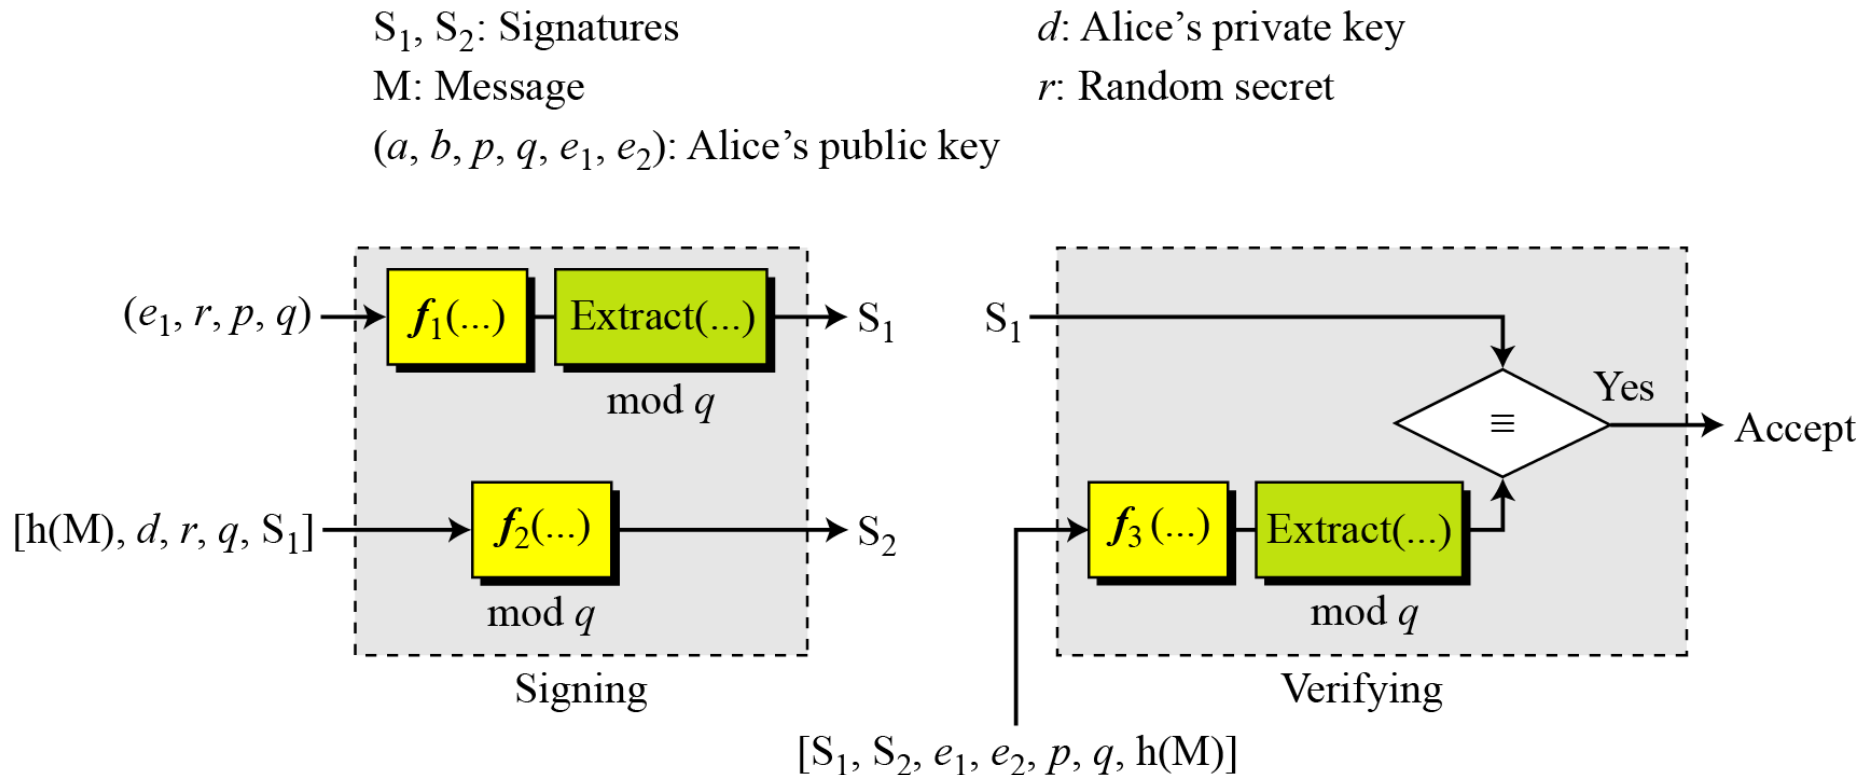 S₁, S₂: Signatures
d: Alice’s private key
M: Message
r: Random secret
(a, b, p, q, e₁, e₂): Alice’s public key
(e₁, r, p, q)
f₁(...)
Extract(...)
mod q
S₁
[h(M), d, r, q, S₁]
f₂(...)
mod q
S₂
Signing
S₁
≡
Yes
Accept
f₃(...)
Extract(...)
mod q
Verifying
[S₁, S₂, e₁, e₂, p, q, h(M)]